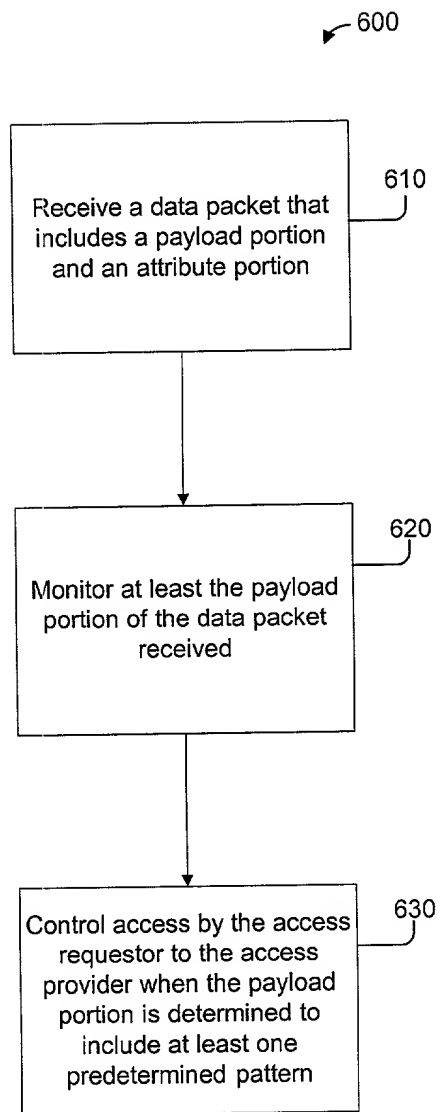 600
610
Receive a data packet that
includes a payload portion
and an attribute portion
620
Monitor at least the payload
portion of the data packet
received
630
Control access by the access
requestor to the access
provider when the payload
portion is determined to
include at least one
predetermined pattern